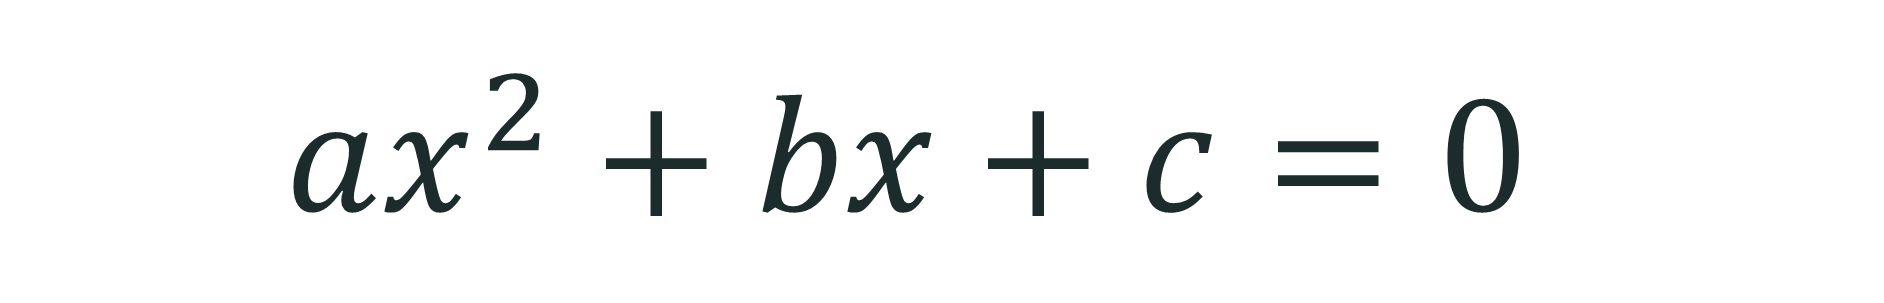 ax² + bx + c = 0